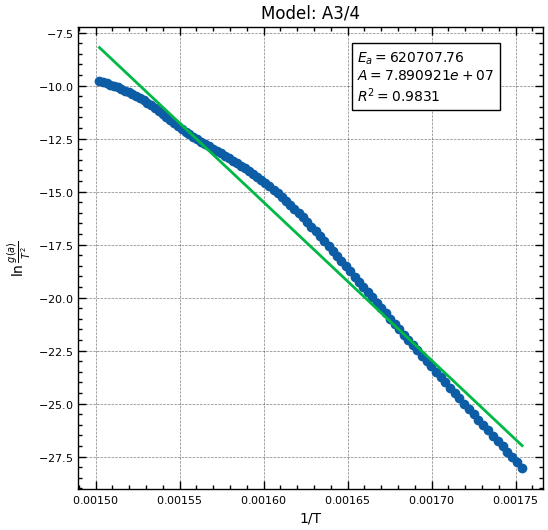 Model: A3/4
E_a = 620707.76
A = 7.890921e + 07
R² = 0.9831
ln g(a)/T²
−7.5
−10.0
−12.5
−15.0
−17.5
−20.0
−22.5
−25.0
−27.5
0.00150 0.00155 0.00160 0.00165 0.00170 0.00175
1/T